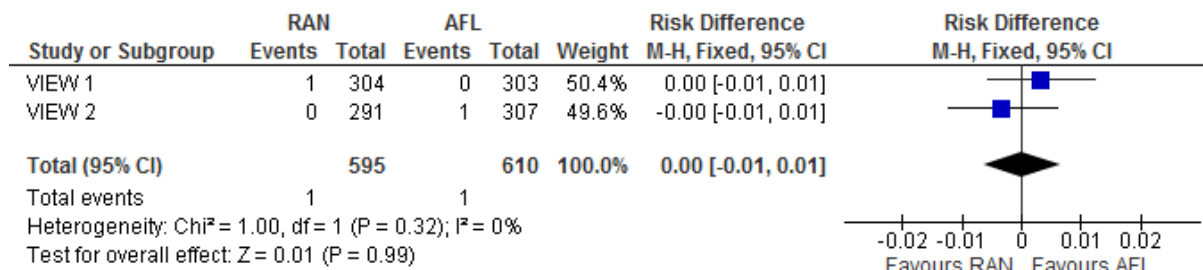 RAN AFL Risk Difference Risk Difference
Study or Subgroup Events Total Events Total Weight M-H, Fixed, 95% CI M-H, Fixed, 95% CI
VIEW 1 1 304 0 303 50.4% 0.00 [-0.01, 0.01]
VIEW 2 0 291 1 307 49.6% -0.00 [-0.01, 0.01]
Total (95% CI) 595 610 100.0% 0.00 [-0.01, 0.01]
Total events 1 1
Heterogeneity: Chi² = 1.00, df = 1 (P = 0.32); I² = 0%
Test for overall effect: Z = 0.01 (P = 0.99)
-0.02 -0.01 0 0.01 0.02
Favours RAN Favours AFL